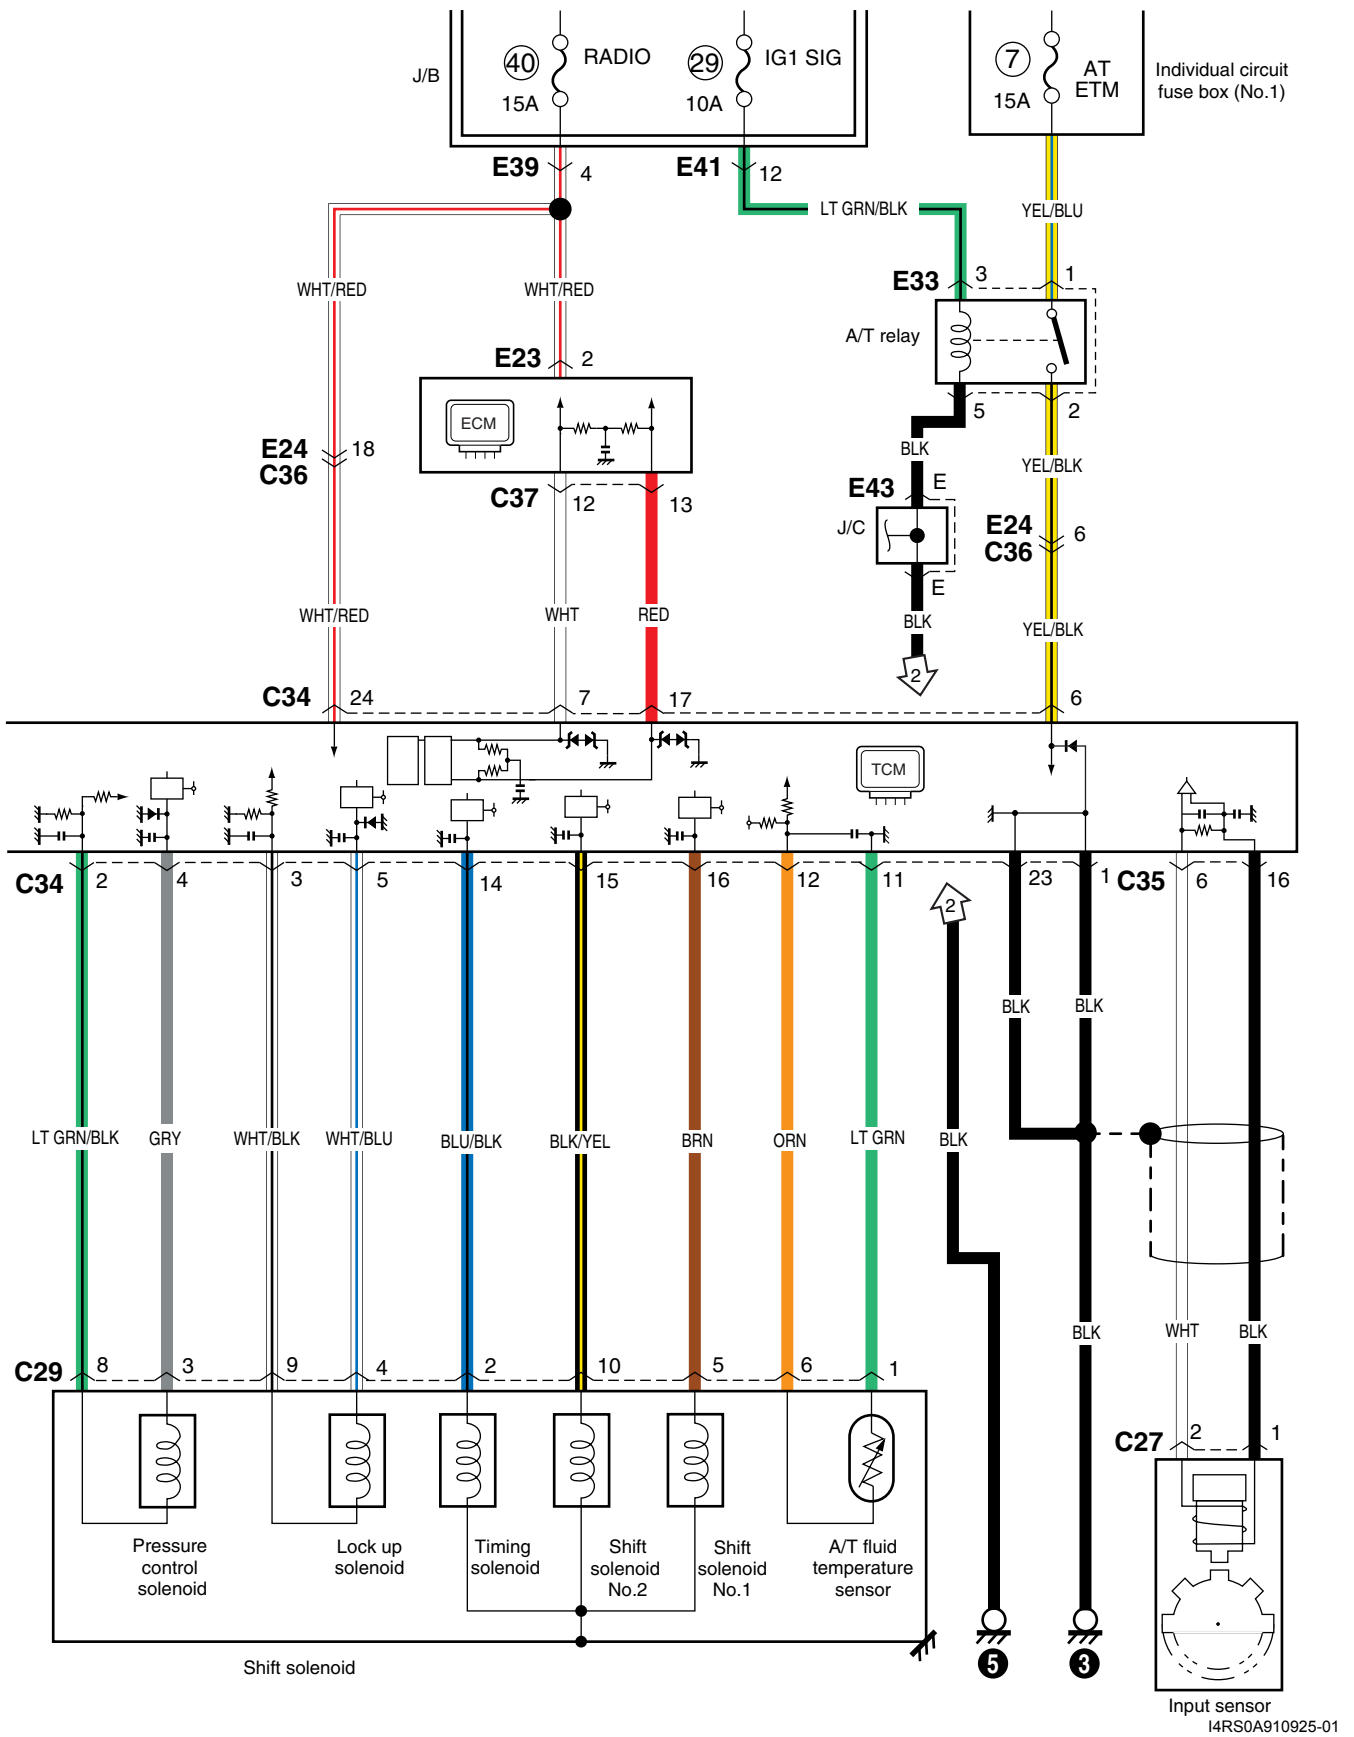 J/B
40
RADIO
15A
29
IG1 SIG
10A
7
15A
AT
ETM
Individual circuit
fuse box (No.1)
E39
4
E41
12
LT GRN/BLK
YEL/BLU
WHT/RED
WHT/RED
E33
3
1
A/T relay
E23
2
ECM
5
2
E24
C36
18
BLK
YEL/BLK
C37
12
13
E43
E
J/C
E24
C36
6
E
WHT/RED
WHT
RED
BLK
YEL/BLK
2
C34
24
7
17
6
TCM
C34
2
4
3
5
14
15
16
12
11
23
1
C35
6
16
2
BLK
BLK
LT GRN/BLK
GRY
WHT/BLK
WHT/BLU
BLU/BLK
BLK/YEL
BRN
ORN
LT GRN
BLK
BLK
WHT
BLK
C29
8
3
9
4
2
10
5
6
1
C27
2
1
Pressure
control
solenoid
Lock up
solenoid
Timing
solenoid
Shift
solenoid
No.2
Shift
solenoid
No.1
A/T fluid
temperature
sensor
Shift solenoid
5
3
Input sensor
I4RS0A910925-01